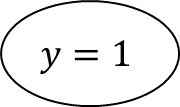 y = 1